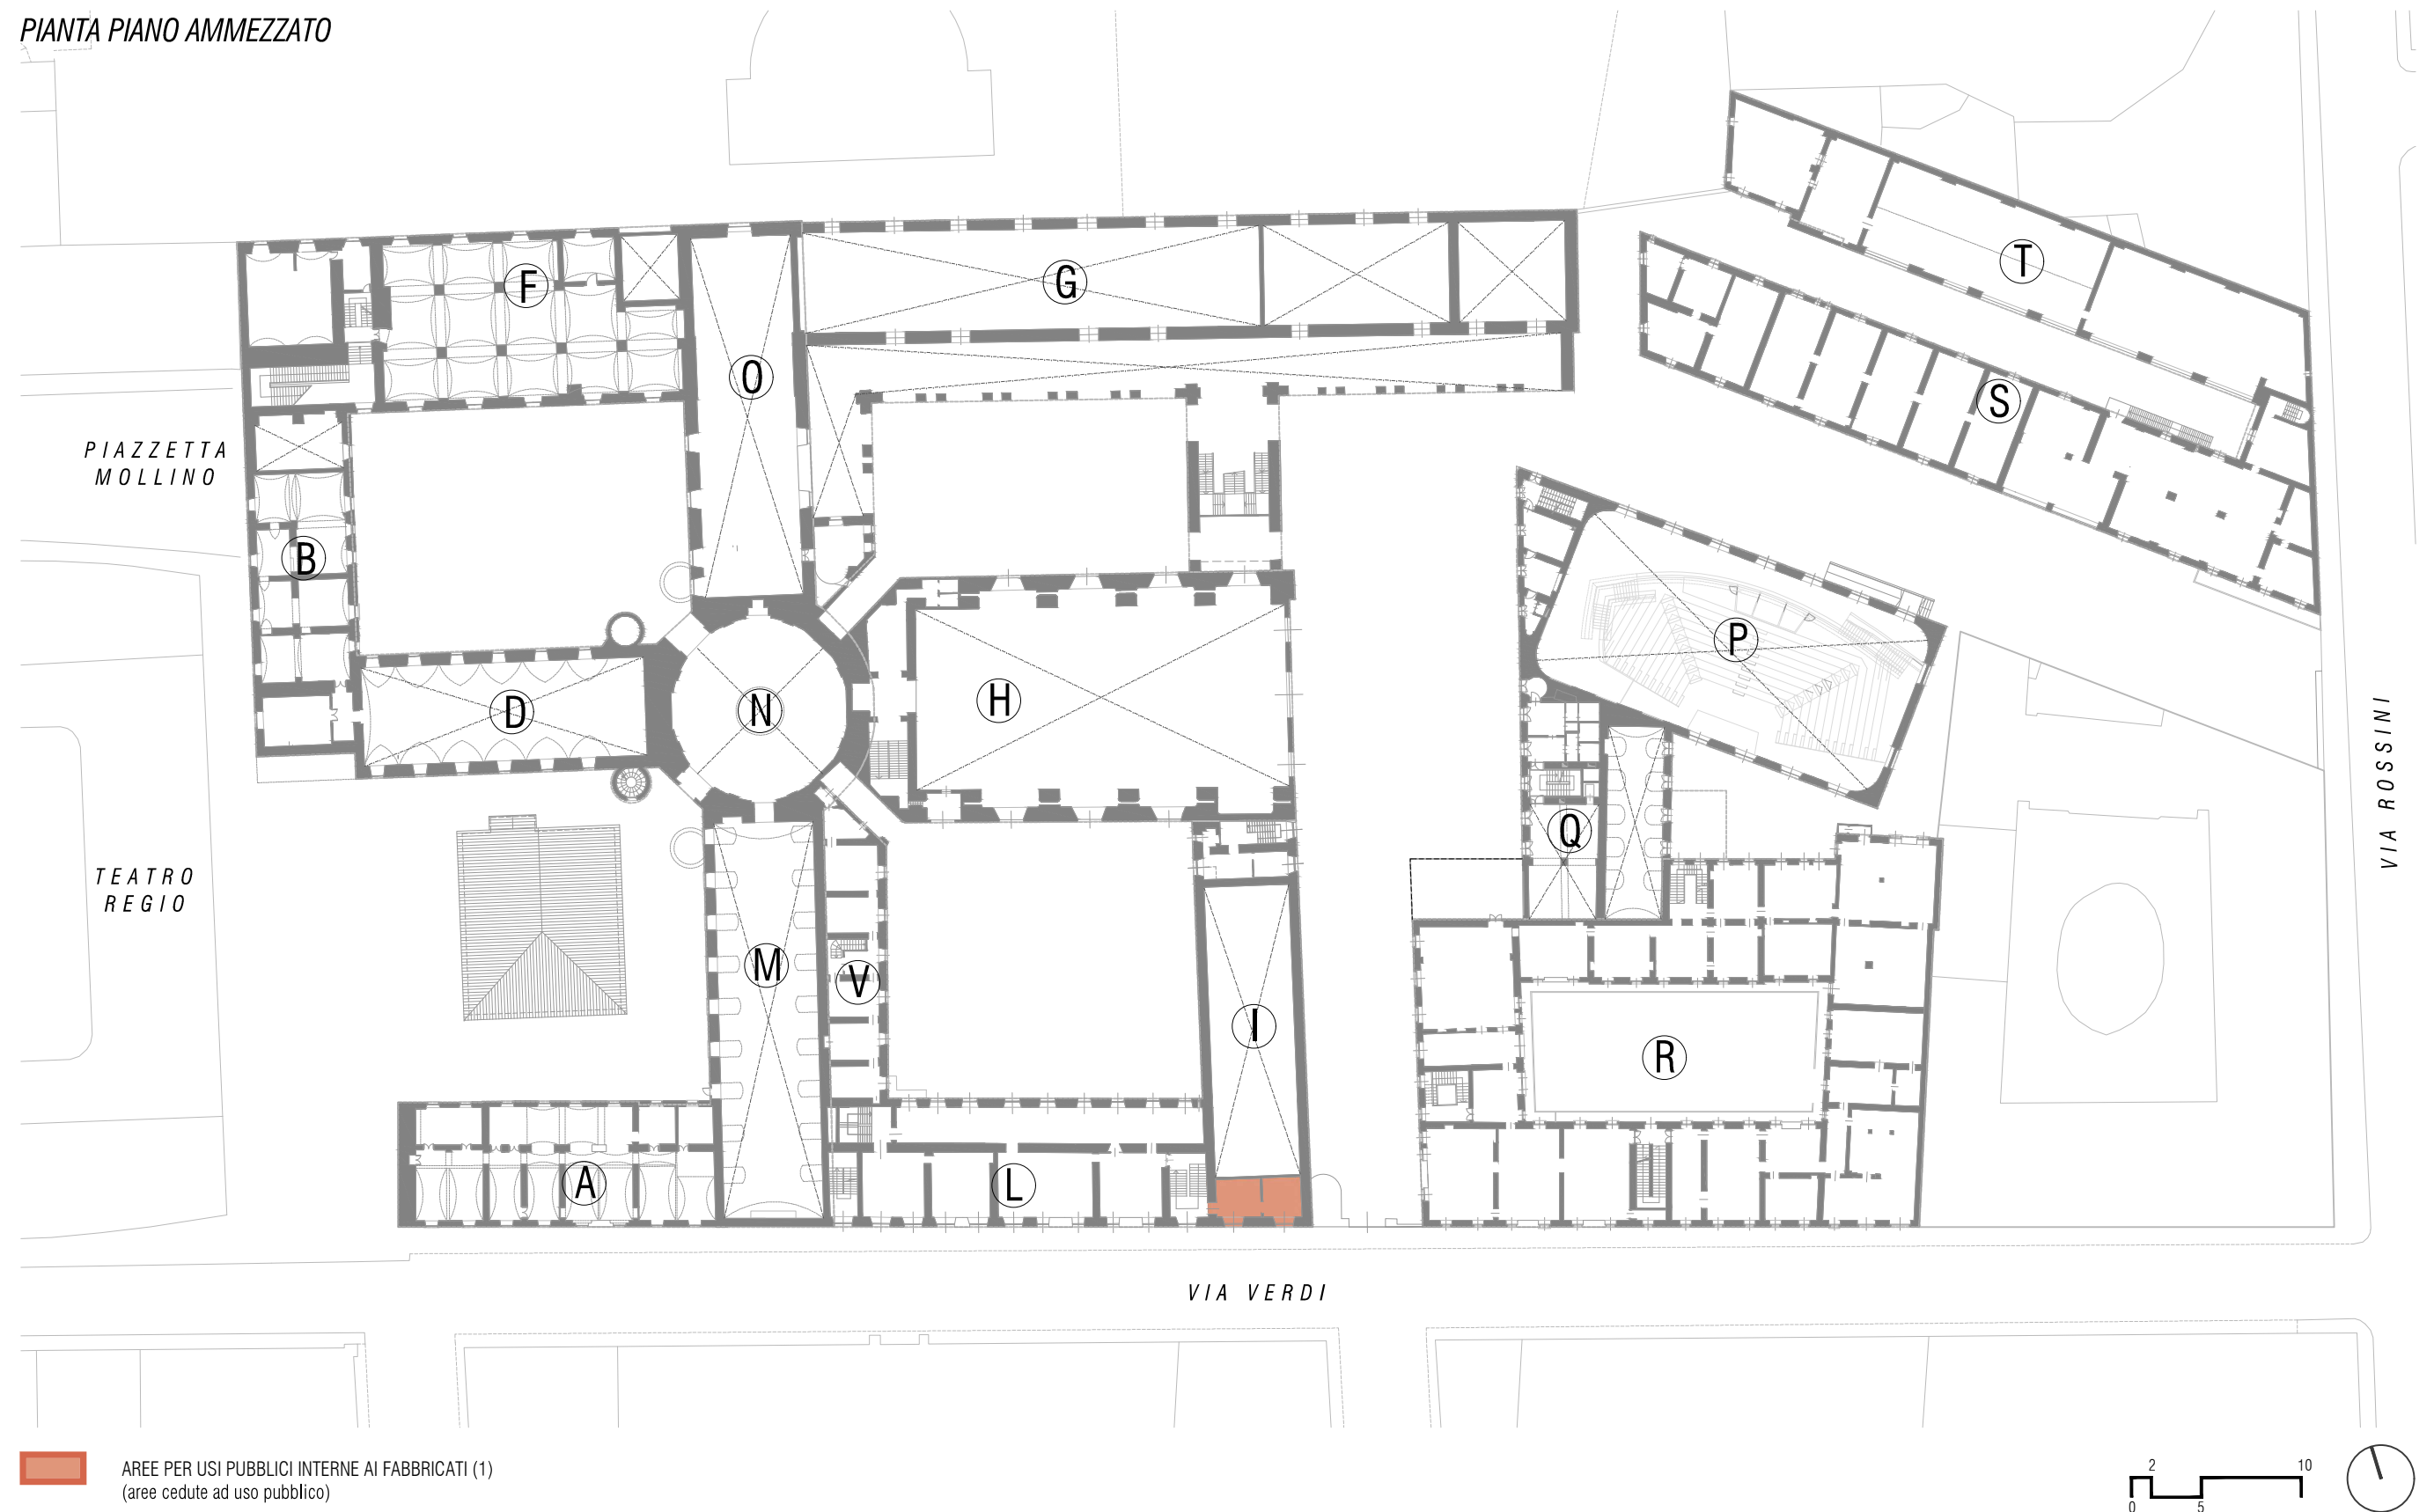 PIANTA PIANO AMMEZZATO
T
F
G
O
S
PIAZZETTA
MOLLINO
B
P
D
N
H
VIA ROSSINI
Q
TEATRO
REGIO
M
V
I
R
A
L
VIA VERDI
AREE PER USI PUBBLICI INTERNE AI FABBRICATI (1)
(aree cedute ad uso pubblico)
2 10
0 5